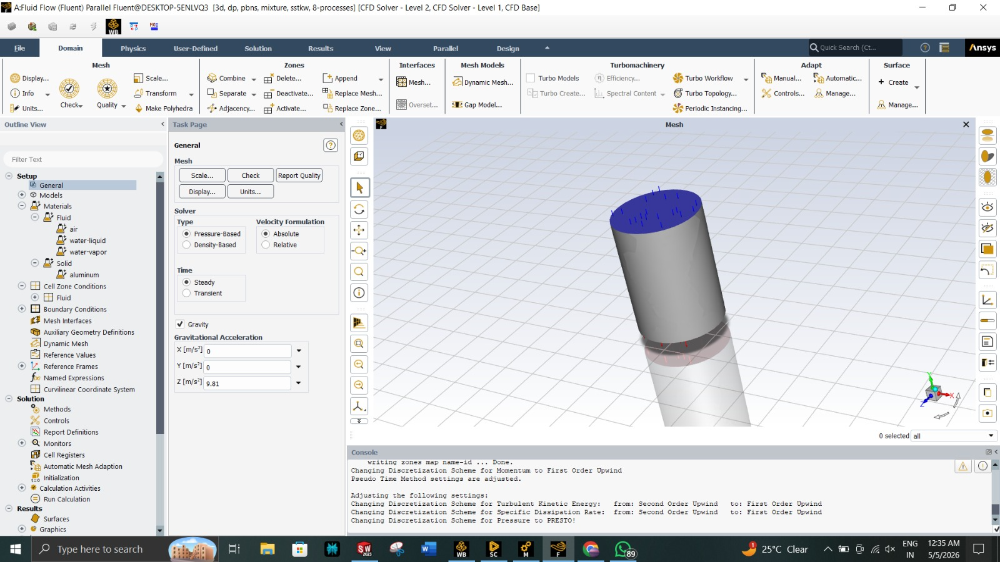 A:Fluid Flow (Fluent) Parallel Fluent@DESKTOP-5ENLVQ3 [3d, dp, pbns, mixture, sstkw, 8-processes] [CFD Solver - Level 2, CFD Solver - Level 1, CFD Base]
WB
File Domain Physics User-Defined Solution Results View Parallel Design Quick Search (Ct... Ansys
Mesh Zones Interfaces Mesh Models Turbomachinery Adapt Surface
Display... Scale... Combine Delete... Append Mesh... Dynamic Mesh... Turbo Models Efficiency... Turbo Workflow Manual... Automatic... Create
Info Transform Separate Deactivate... Replace Mesh... Turbo Create... Spectral Content Turbo Topology... Controls... Manage...
Units... Check Quality Make Polyhedra Adjacency... Activate... Replace Zone... Overset... Gap Model... Periodic Instancing... Manage...
Outline View
Filter Text
Setup
General
Models
Materials
Fluid
air
water-liquid
water-vapor
Solid
aluminum
Cell Zone Conditions
Fluid
Boundary Conditions
Mesh Interfaces
Auxiliary Geometry Definitions
Dynamic Mesh
Reference Values
Reference Frames
Named Expressions
Curvilinear Coordinate System
Solution
Methods
Controls
Report Definitions
Monitors
Cell Registers
Automatic Mesh Adaption
Initialization
Calculation Activities
Run Calculation
Results
Surfaces
Graphics
Task Page
General
Mesh
Scale... Check Report Quality
Display... Units...
Solver
Type Velocity Formulation
Pressure-Based Absolute
Density-Based Relative
Time
Steady
Transient
Gravity
Gravitational Acceleration
X [m/s²] 0
Y [m/s²] 0
Z [m/s²] 9.81
Mesh
Y
X
Z
0 selected all
Console
writing zones map name-id ... Done.
Changing Discretization Scheme for Momentum to First Order Upwind
Pseudo Time Method settings are adjusted.
Adjusting the following settings:
Changing Discretization Scheme for Turbulent Kinetic Energy: from: Second Order Upwind to: First Order Upwind
Changing Discretization Scheme for Specific Dissipation Rate: from: Second Order Upwind to: First Order Upwind
Changing Discretization Scheme for Pressure to PRESTO!
Type here to search
SW 2023
WB
SC
M
F
89
25°C Clear
ENG
IN
12:35 AM
5/5/2026